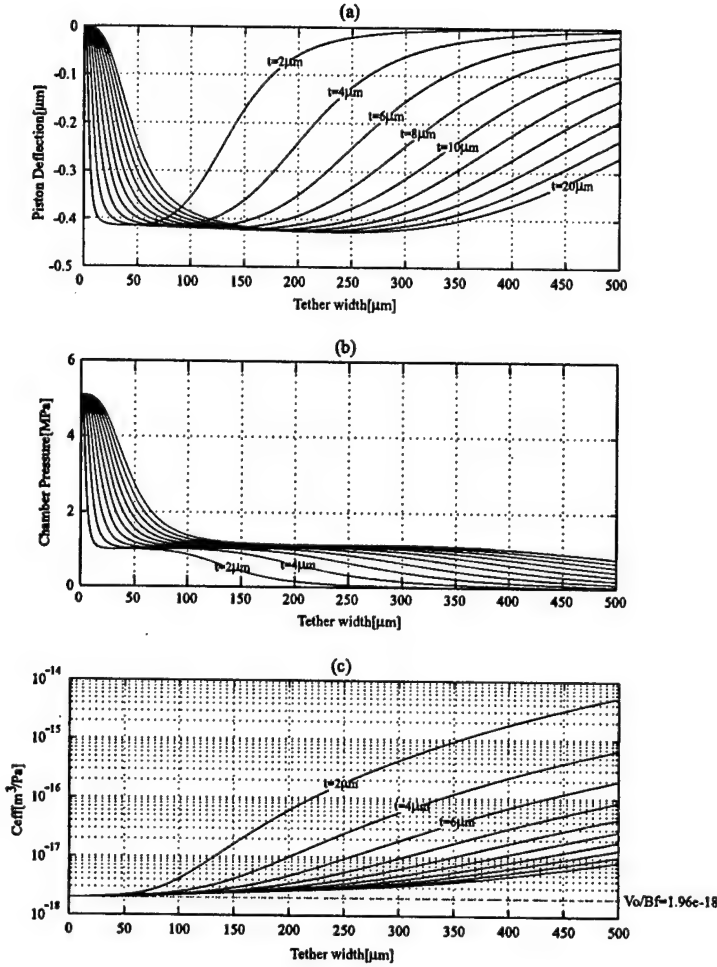 (a)
0
-0.1
-0.2
-0.3
-0.4
-0.5
Piston Deflection[μm]
t=2μm
t=4μm
t=6μm
t=8μm
t=10μm
t=20μm
0 50 100 150 200 250 300 350 400 450 500
Tether width[μm]
(b)
6
4
2
0
Chamber Pressure[MPa]
t=2μm
t=4μm
0 50 100 150 200 250 300 350 400 450 500
Tether width[μm]
(c)
10^-14
10^-15
10^-16
10^-17
10^-18
Ceff[m^3/Pa]
t=2μm
t=4μm
t=6μm
Vo/Bf=1.96e-18
0 50 100 150 200 250 300 350 400 450 500
Tether width[μm]